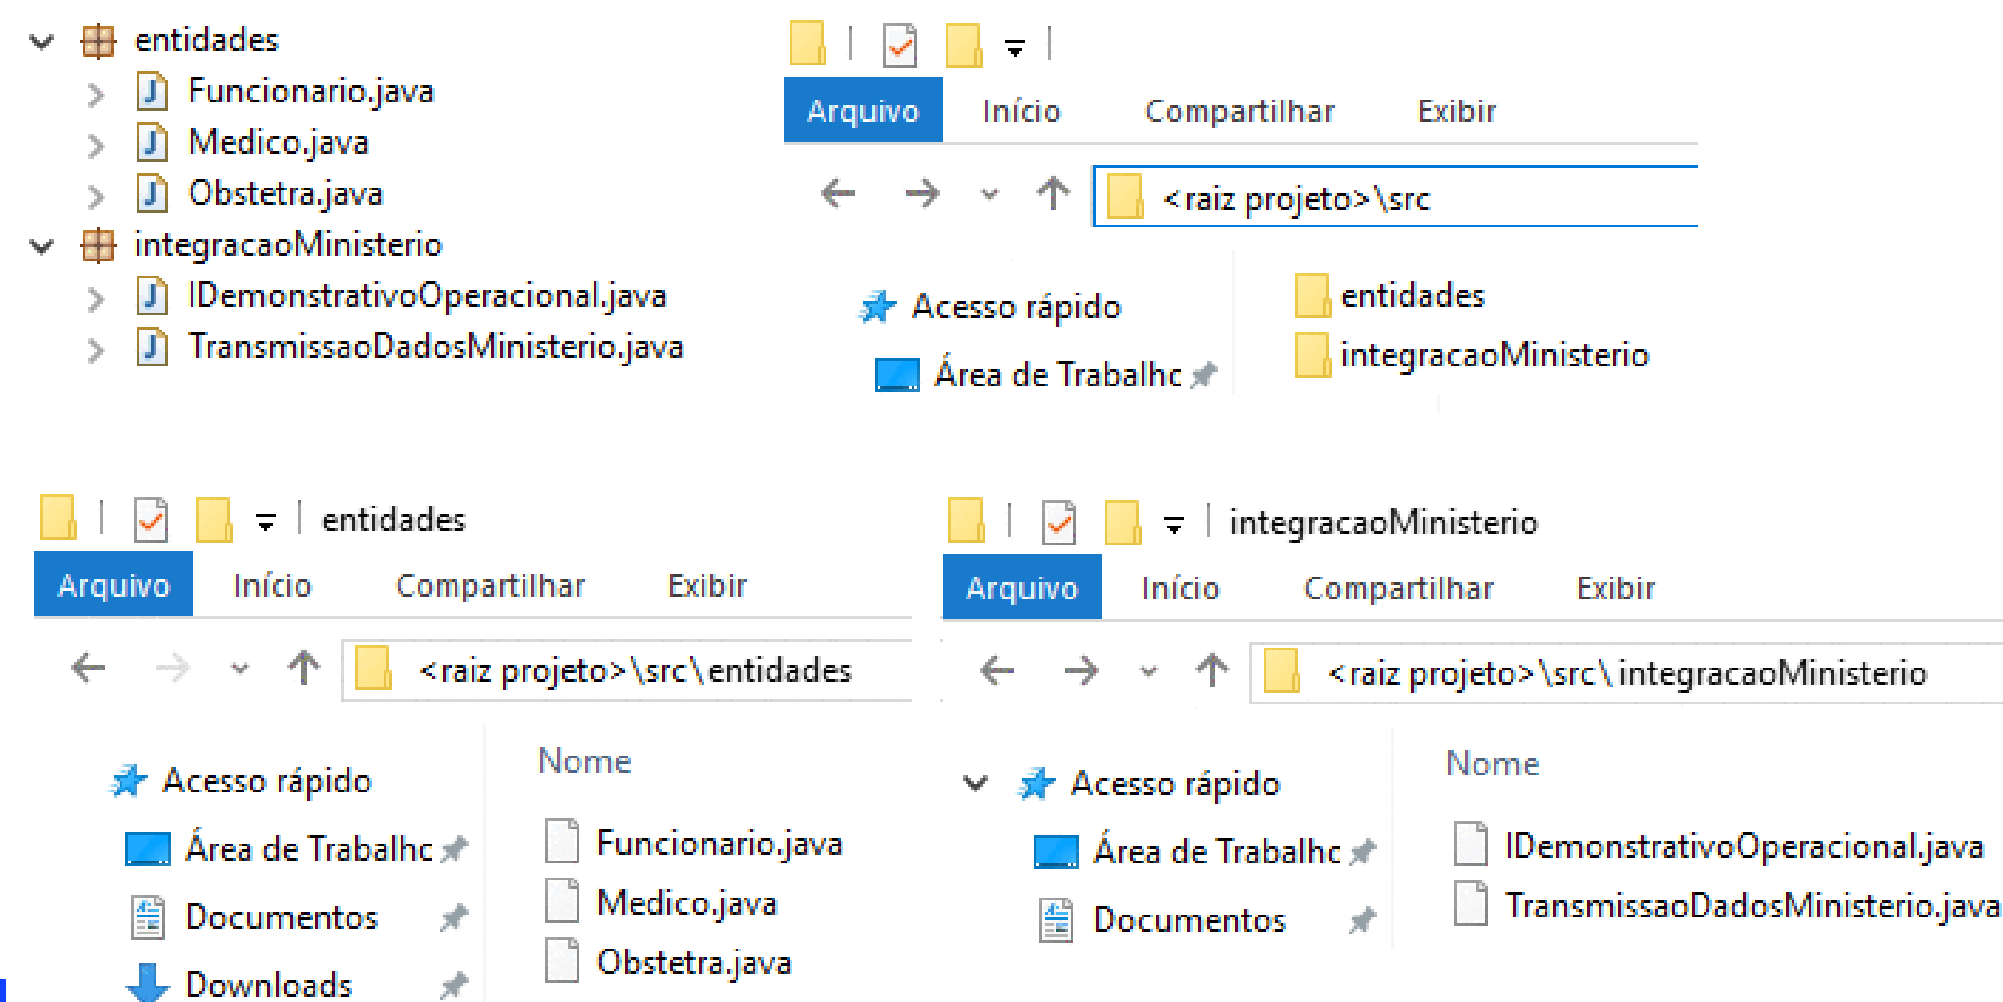 entidades
Funcionario.java
Medico.java
Obstetra.java
integracaoMinisterio
IDemonstrativoOperacional.java
TransmissaoDadosMinisterio.java
Arquivo Início Compartilhar Exibir
<raiz projeto>\src
Acesso rápido
Área de Trabalhc
entidades
integracaoMinisterio
entidades
Arquivo Início Compartilhar Exibir
<raiz projeto>\src\entidades
Acesso rápido
Área de Trabalhc
Documentos
Downloads
Nome
Funcionario.java
Medico.java
Obstetra.java
integracaoMinisterio
Arquivo Início Compartilhar Exibir
<raiz projeto>\src\integracaoMinisterio
Acesso rápido
Área de Trabalhc
Documentos
Nome
IDemonstrativoOperacional.java
TransmissaoDadosMinisterio.java